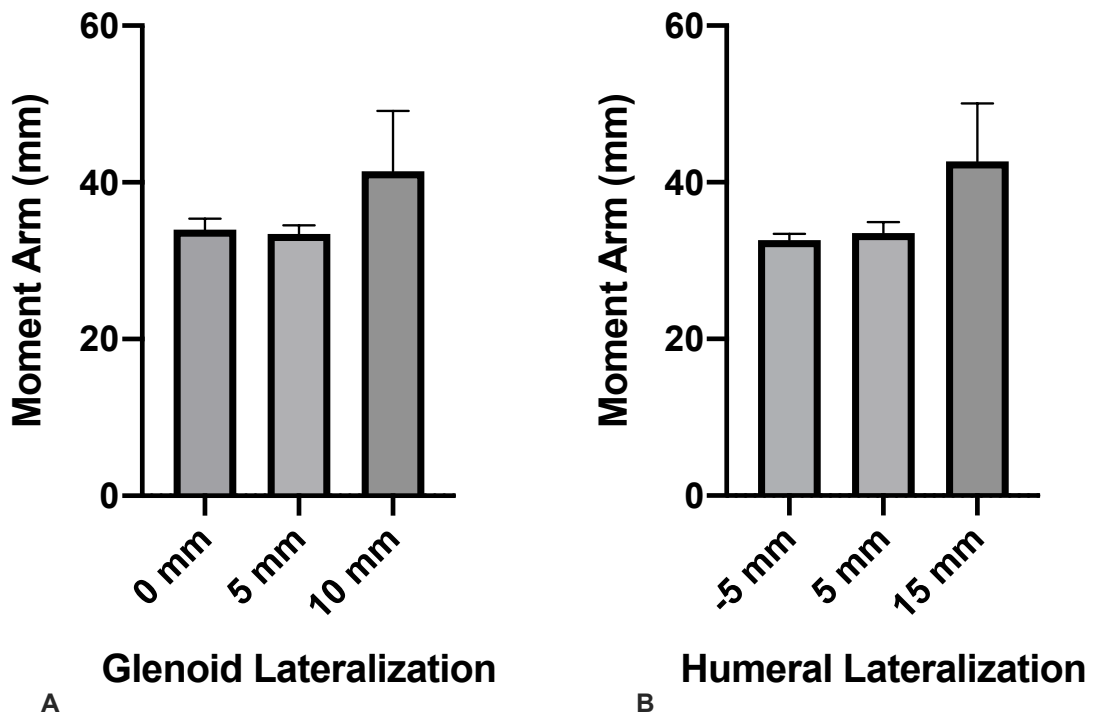 Moment Arm (mm)
60
40
20
0
0 mm
5 mm
10 mm
Glenoid Lateralization
A
Moment Arm (mm)
60
40
20
0
-5 mm
5 mm
15 mm
Humeral Lateralization
B